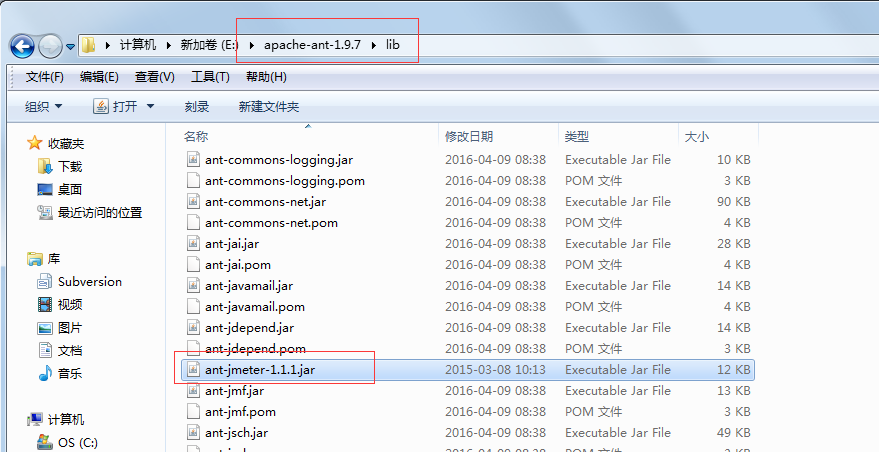 计算机 新加卷 (E:) apache-ant-1.9.7 lib
文件(F) 编辑(E) 查看(V) 工具(T) 帮助(H)
组织 打开 刻录 新建文件夹
收藏夹
下载
桌面
最近访问的位置
库
Subversion
视频
图片
文档
音乐
计算机
OS (C:)
名称 修改日期 类型 大小
ant-commons-logging.jar 2016-04-09 08:38 Executable Jar File 10 KB
ant-commons-logging.pom 2016-04-09 08:38 POM 文件 3 KB
ant-commons-net.jar 2016-04-09 08:38 Executable Jar File 90 KB
ant-commons-net.pom 2016-04-09 08:38 POM 文件 4 KB
ant-jai.jar 2016-04-09 08:38 Executable Jar File 28 KB
ant-jai.pom 2016-04-09 08:38 POM 文件 4 KB
ant-javamail.jar 2016-04-09 08:38 Executable Jar File 14 KB
ant-javamail.pom 2016-04-09 08:38 POM 文件 4 KB
ant-jdepend.jar 2016-04-09 08:38 Executable Jar File 14 KB
ant-jdepend.pom 2016-04-09 08:38 POM 文件 3 KB
ant-jmeter-1.1.1.jar 2015-03-08 10:13 Executable Jar File 12 KB
ant-jmf.jar 2016-04-09 08:38 Executable Jar File 13 KB
ant-jmf.pom 2016-04-09 08:38 POM 文件 3 KB
ant-jsch.jar 2016-04-09 08:38 Executable Jar File 49 KB